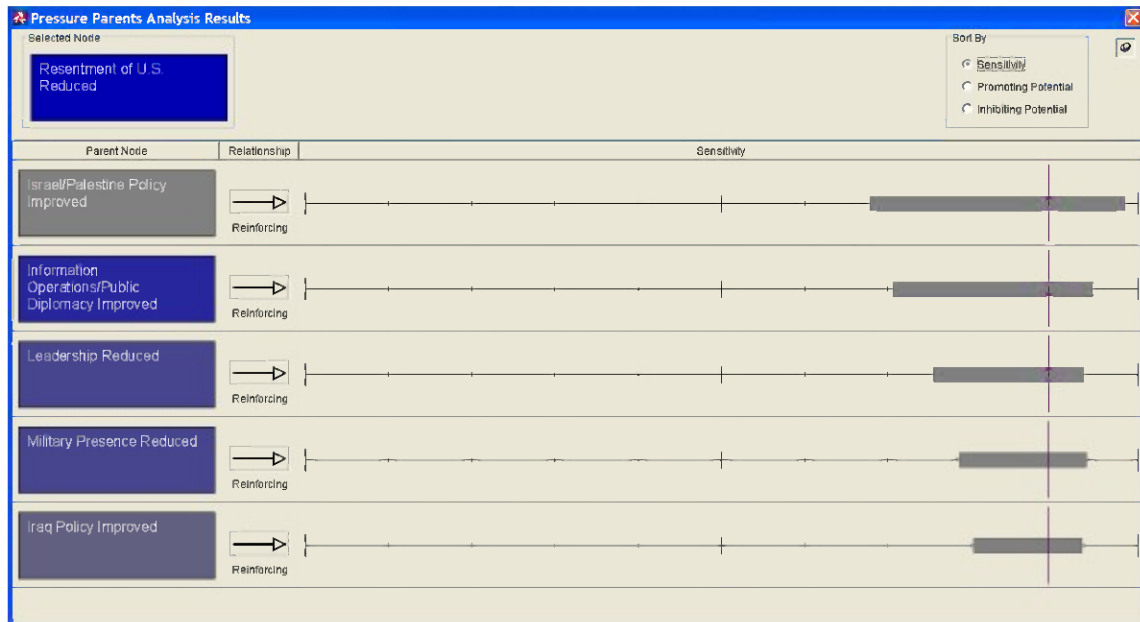 Pressure Parents Analysis Results
Selected Node
Resentment of U.S.
Reduced
Sort By
Sensitivity
Promoting Potential
Inhibiting Potential
Parent Node Relationship Sensitivity
Israel/Palestine Policy
Improved
Reinforcing
Information
Operations/Public
Diplomacy Improved
Reinforcing
Leadership Reduced
Reinforcing
Military Presence Reduced
Reinforcing
Iraq Policy Improved
Reinforcing